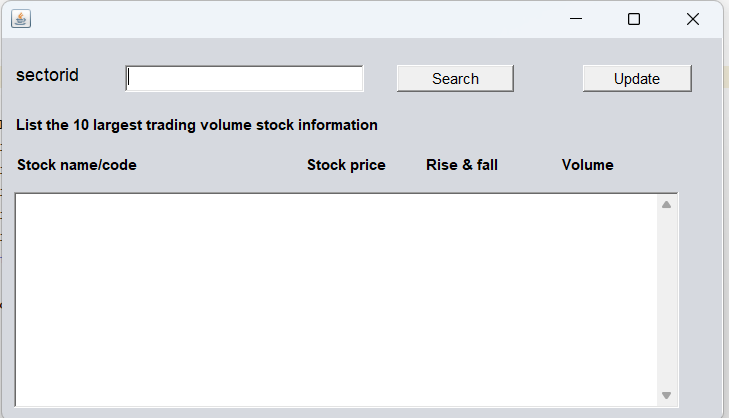 sectorid Search Update
List the 10 largest trading volume stock information
Stock name/code Stock price Rise & fall Volume